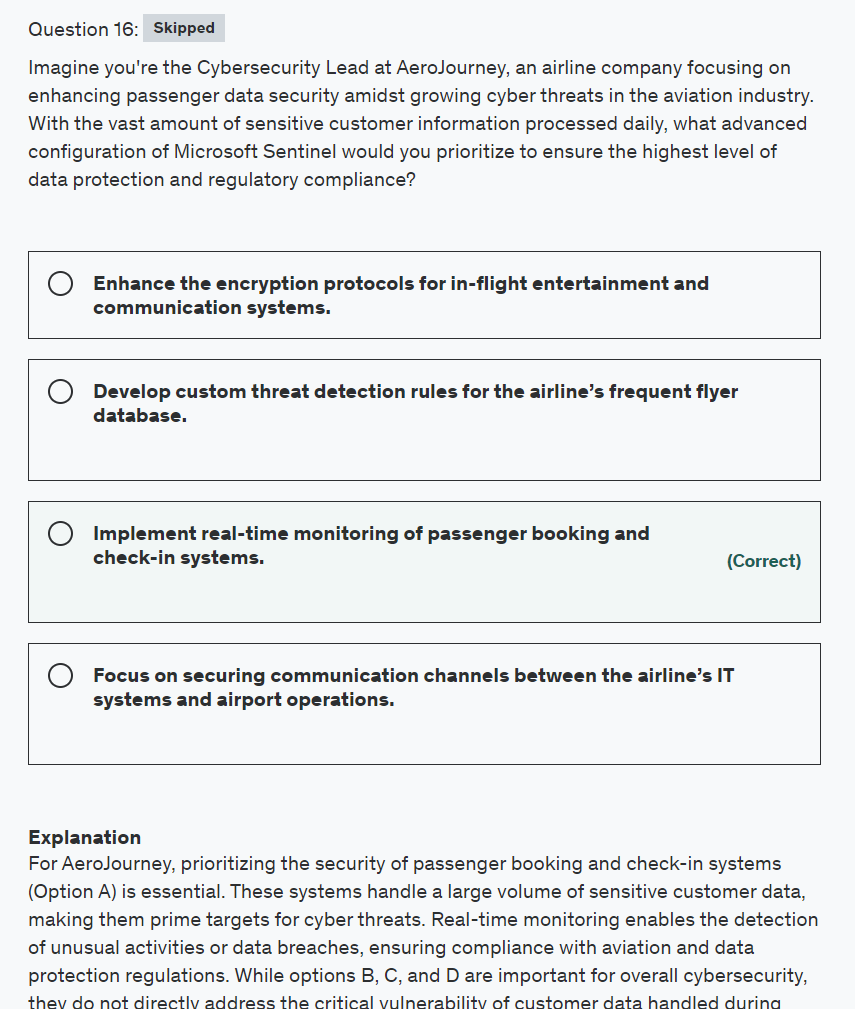 Question 16: Skipped
Imagine you're the Cybersecurity Lead at AeroJourney, an airline company focusing on
enhancing passenger data security amidst growing cyber threats in the aviation industry.
With the vast amount of sensitive customer information processed daily, what advanced
configuration of Microsoft Sentinel would you prioritize to ensure the highest level of
data protection and regulatory compliance?
Enhance the encryption protocols for in-flight entertainment and
communication systems.
Develop custom threat detection rules for the airline’s frequent flyer
database.
Implement real-time monitoring of passenger booking and
check-in systems.
(Correct)
Focus on securing communication channels between the airline’s IT
systems and airport operations.
Explanation
For AeroJourney, prioritizing the security of passenger booking and check-in systems
(Option A) is essential. These systems handle a large volume of sensitive customer data,
making them prime targets for cyber threats. Real-time monitoring enables the detection
of unusual activities or data breaches, ensuring compliance with aviation and data
protection regulations. While options B, C, and D are important for overall cybersecurity,
they do not directly address the critical vulnerability of customer data handled during